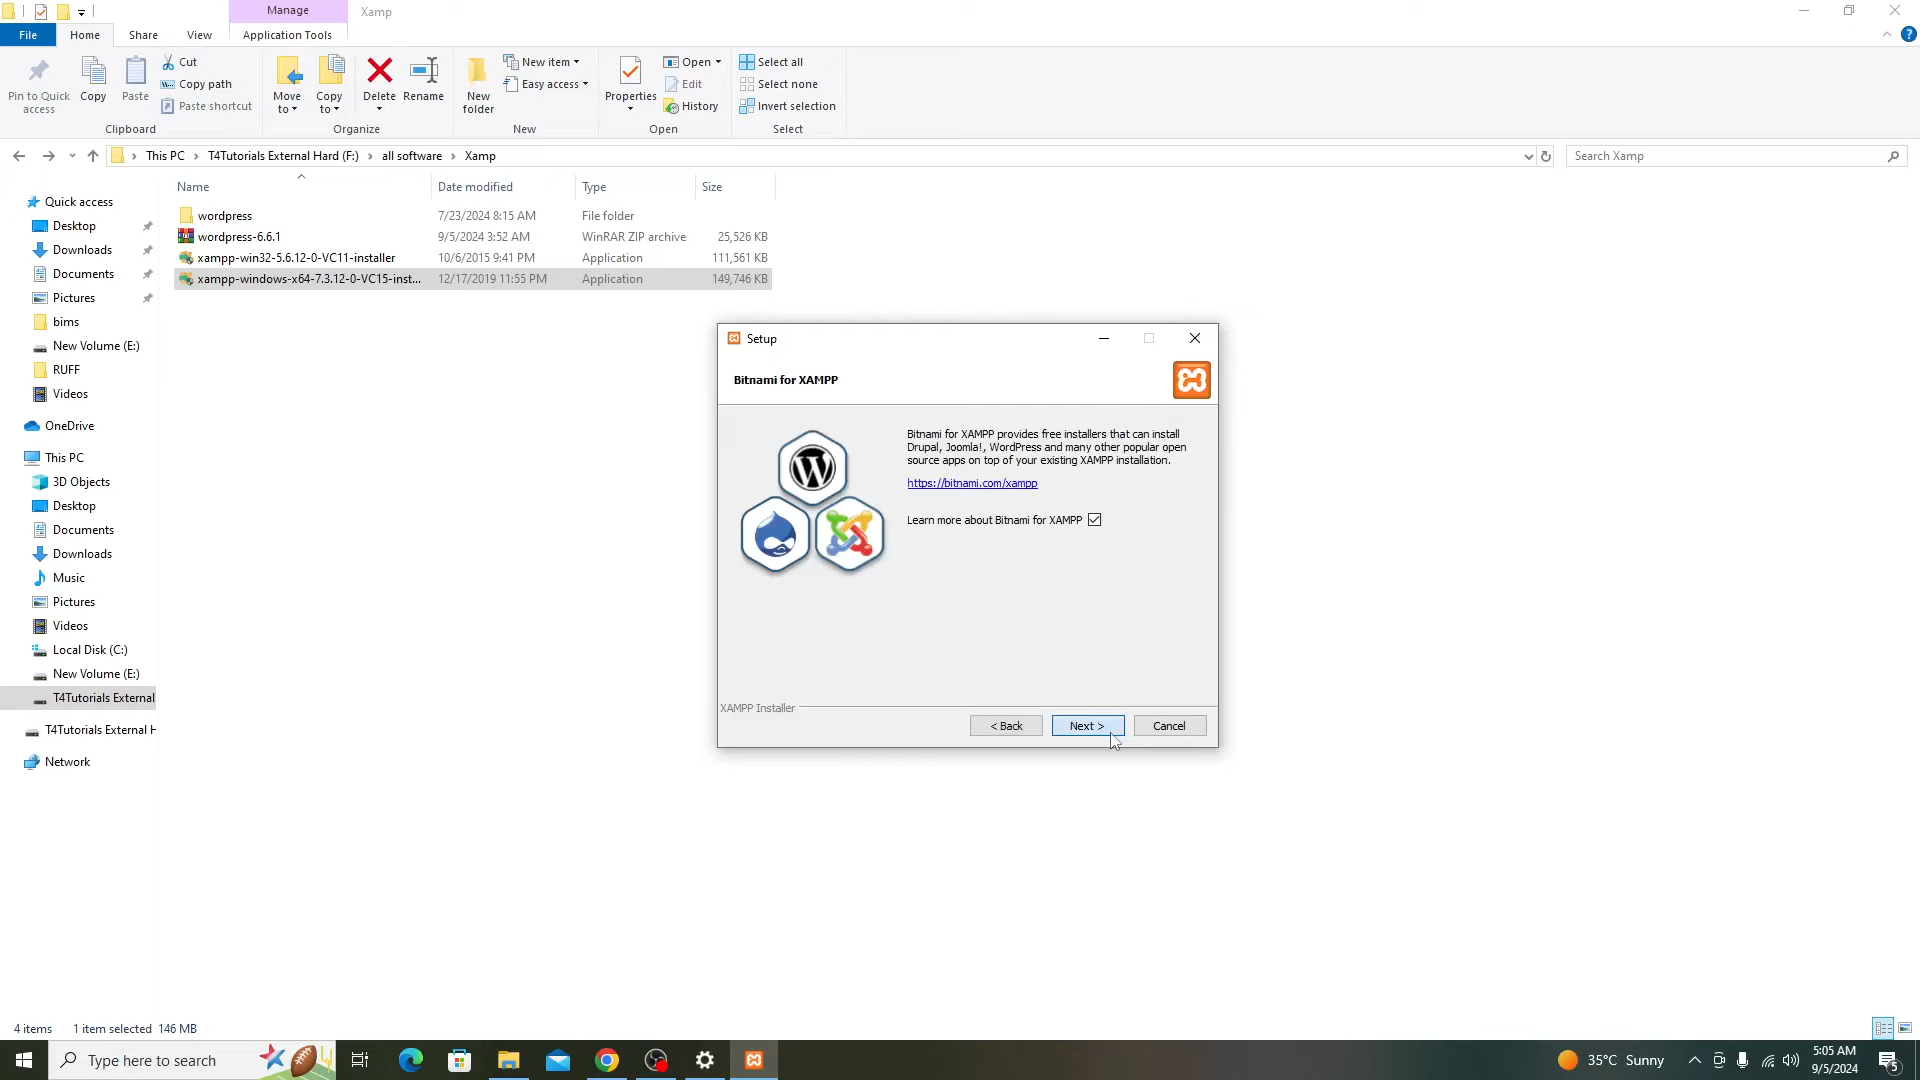 Manage
Xamp
File
Home
Share
View
Application Tools
Pin to Quick access
Copy
Paste
Cut
Copy path
Paste shortcut
Clipboard
Move to
Copy to
Delete
Rename
Organize
New folder
New item
Easy access
New
Properties
Open
Edit
History
Open
Select all
Select none
Invert selection
Select
This PC
T4Tutorials External Hard (F:)
all software
Xamp
Search Xamp
Name
Date modified
Type
Size
wordpress 7/23/2024 8:15 AM File folder
wordpress-6.6.1 9/5/2024 3:52 AM WinRAR ZIP archive 25,526 KB
xampp-win32-5.6.12-0-VC11-installer 10/6/2015 9:41 PM Application 111,561 KB
xampp-windows-x64-7.3.12-0-VC15-inst... 12/17/2019 11:55 PM Application 149,746 KB
Quick access
Desktop
Downloads
Documents
Pictures
bims
New Volume (E:)
RUFF
Videos
OneDrive
This PC
3D Objects
Desktop
Documents
Downloads
Music
Pictures
Videos
Local Disk (C:)
New Volume (E:)
T4Tutorials External
T4Tutorials External H
Network
Setup
Bitnami for XAMPP
Bitnami for XAMPP provides free installers that can install
Drupal, Joomla!, WordPress and many other popular open
source apps on top of your existing XAMPP installation.
https://bitnami.com/xampp
Learn more about Bitnami for XAMPP
XAMPP Installer
< Back
Next >
Cancel
4 items 1 item selected 146 MB
Type here to search
35°C Sunny
5:05 AM
9/5/2024
5